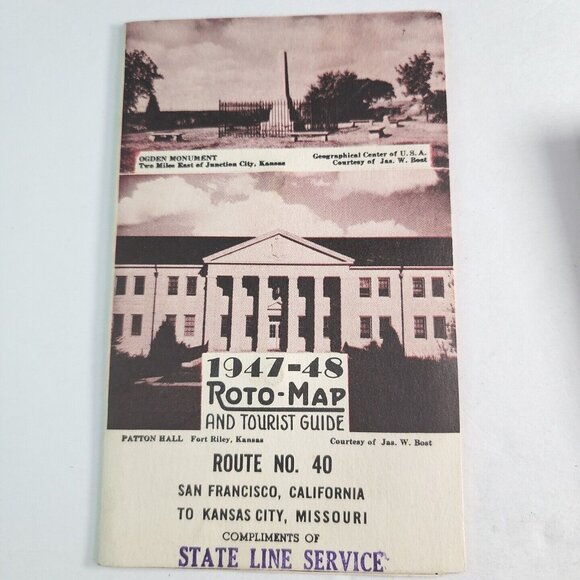 OGDEN MONUMENT Geographical Center of U. S. A.
Two Miles East of Junction City, Kansas Courtesy of Jas. W. Bost
1947-48
ROTO-MAP
AND TOURIST GUIDE
PATTON HALL Fort Riley, Kansas Courtesy of Jas. W. Bost
ROUTE NO. 40
SAN FRANCISCO, CALIFORNIA
TO KANSAS CITY, MISSOURI
COMPLIMENTS OF
STATE LINE SERVICE